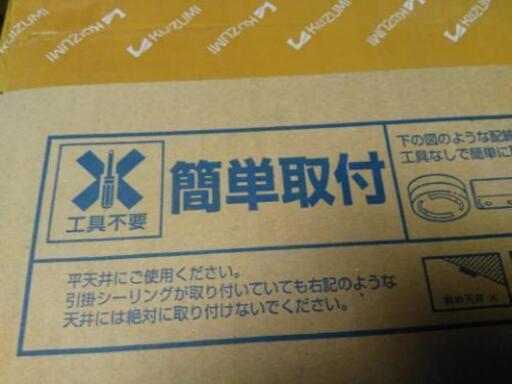 KOIZUMI KOIZUMI KOIZUMI KOIZUMI
工具不要
簡単取付
下の図のような配線
工具なしで簡単に
平天井にご使用ください。
引掛シーリングが取り付いていても右記のような
天井には絶対に取り付けないでください。
斜め天井 ×